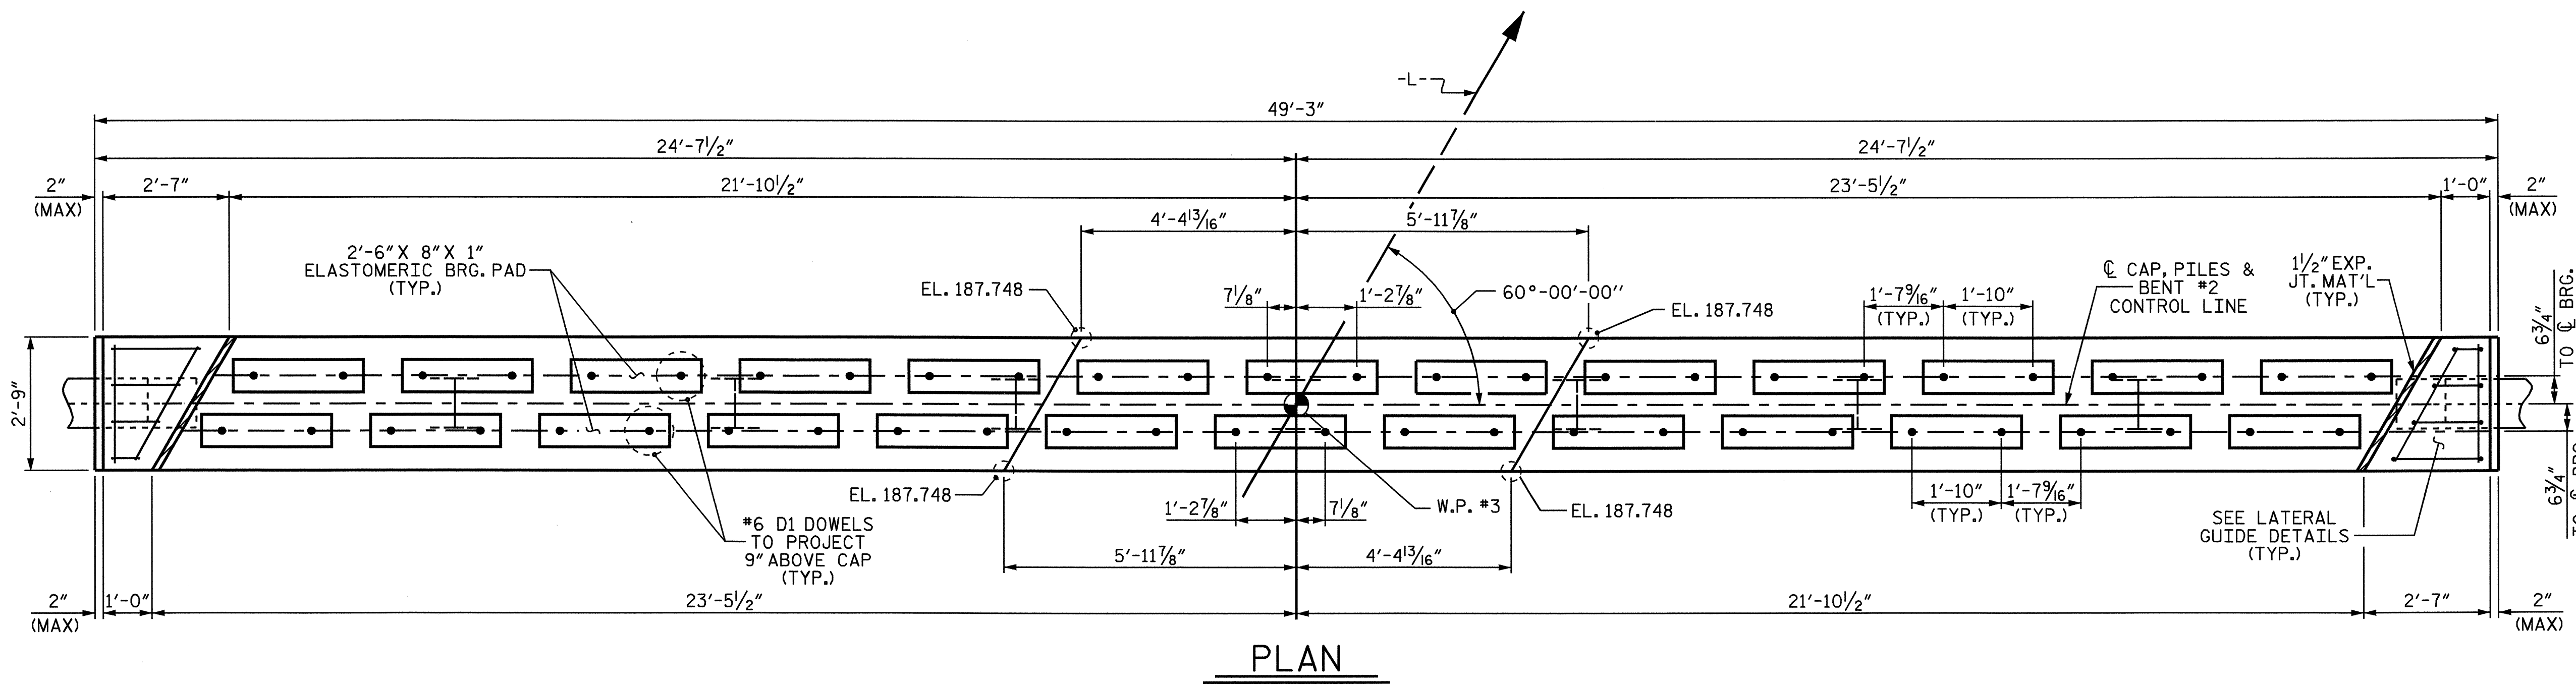 -L-
49'-3"
24'-7½"
24'-7½"
2"
(MAX)
2'-7"
21'-10½"
23'-5½"
1'-0"
2"
(MAX)
4'-4¹³⁄₁₆"
5'-11⅞"
2'-6" X 8" X 1"
ELASTOMERIC BRG. PAD
(TYP.)
EL. 187.748
7⅛"
1'-2⅞"
60°-00'-00"
EL. 187.748
1'-7⁹⁄₁₆"
(TYP.)
1'-10"
(TYP.)
℄ CAP, PILES &
BENT #2
CONTROL LINE
1½" EXP.
JT. MAT'L
(TYP.)
6¾"
TO ℄ BRG.
2'-9"
6¾"
EL. 187.748
#6 D1 DOWELS
TO PROJECT
9" ABOVE CAP
(TYP.)
1'-2⅞"
7⅛"
W.P. #3
EL. 187.748
1'-10"
(TYP.)
1'-7⁹⁄₁₆"
(TYP.)
SEE LATERAL
GUIDE DETAILS
(TYP.)
5'-11⅞"
4'-4¹³⁄₁₆"
2"
(MAX)
1'-0"
23'-5½"
21'-10½"
2'-7"
2"
(MAX)
PLAN